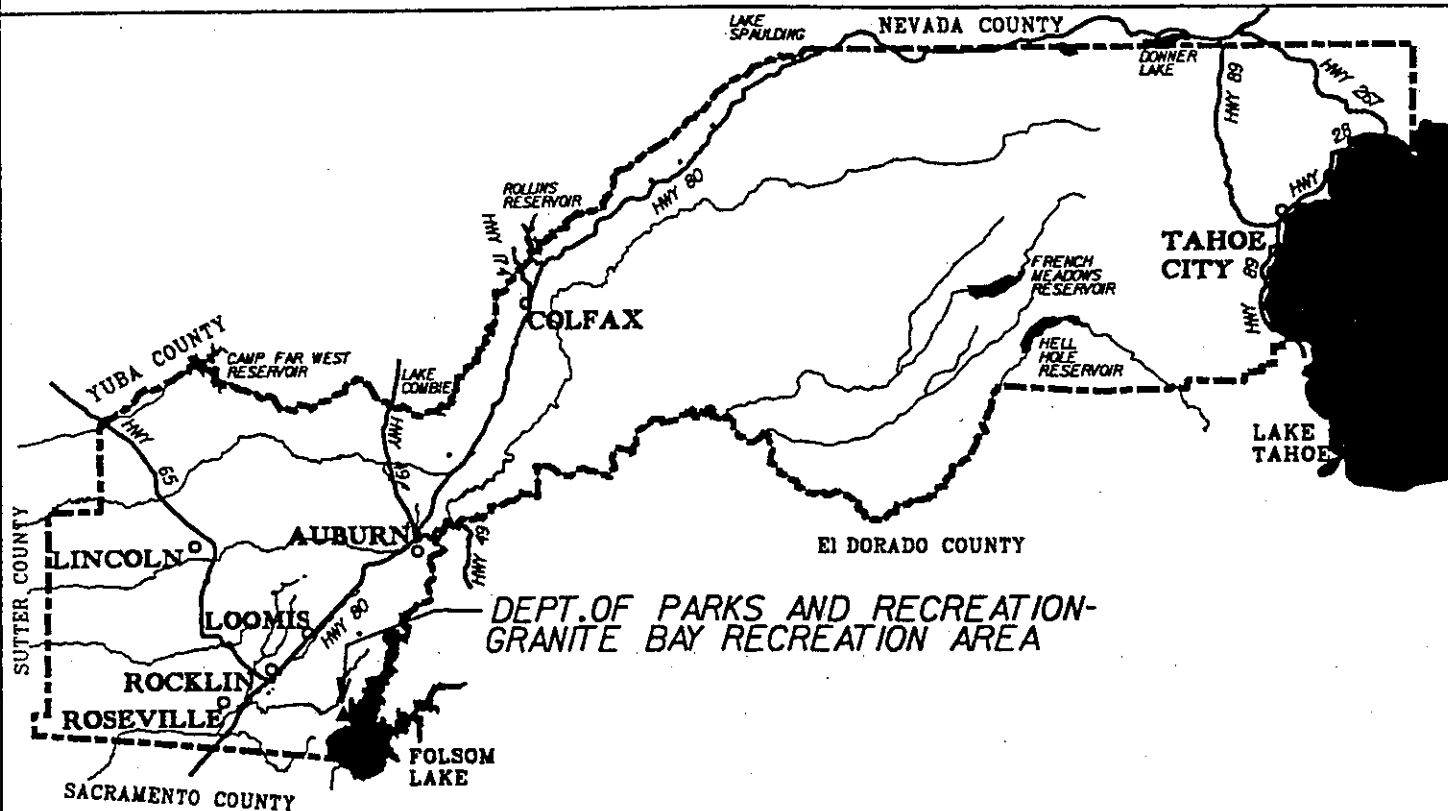 LAKE
SPAULDING
NEVADA COUNTY
DONNER
LAKE
HWY 89
HWY 267
28
HWY
ROLLINS
RESERVOIR
HWY 174
HWY 80
TAHOE
CITY
89
HWY
FRENCH
MEADOWS
RESERVOIR
COLFAX
HELL
HOLE
RESERVOIR
YUBA COUNTY
CAMP FAR WEST
RESERVOIR
LAKE
COMBIE
HWY
65
HWY 49
LAKE
TAHOE
SUTTER COUNTY
AUBURN
HWY 49
El DORADO COUNTY
LINCOLN
LOOMIS
HWY 80
DEPT.OF PARKS AND RECREATION-
GRANITE BAY RECREATION AREA
ROCKLIN
ROSEVILLE
FOLSOM
LAKE
SACRAMENTO COUNTY